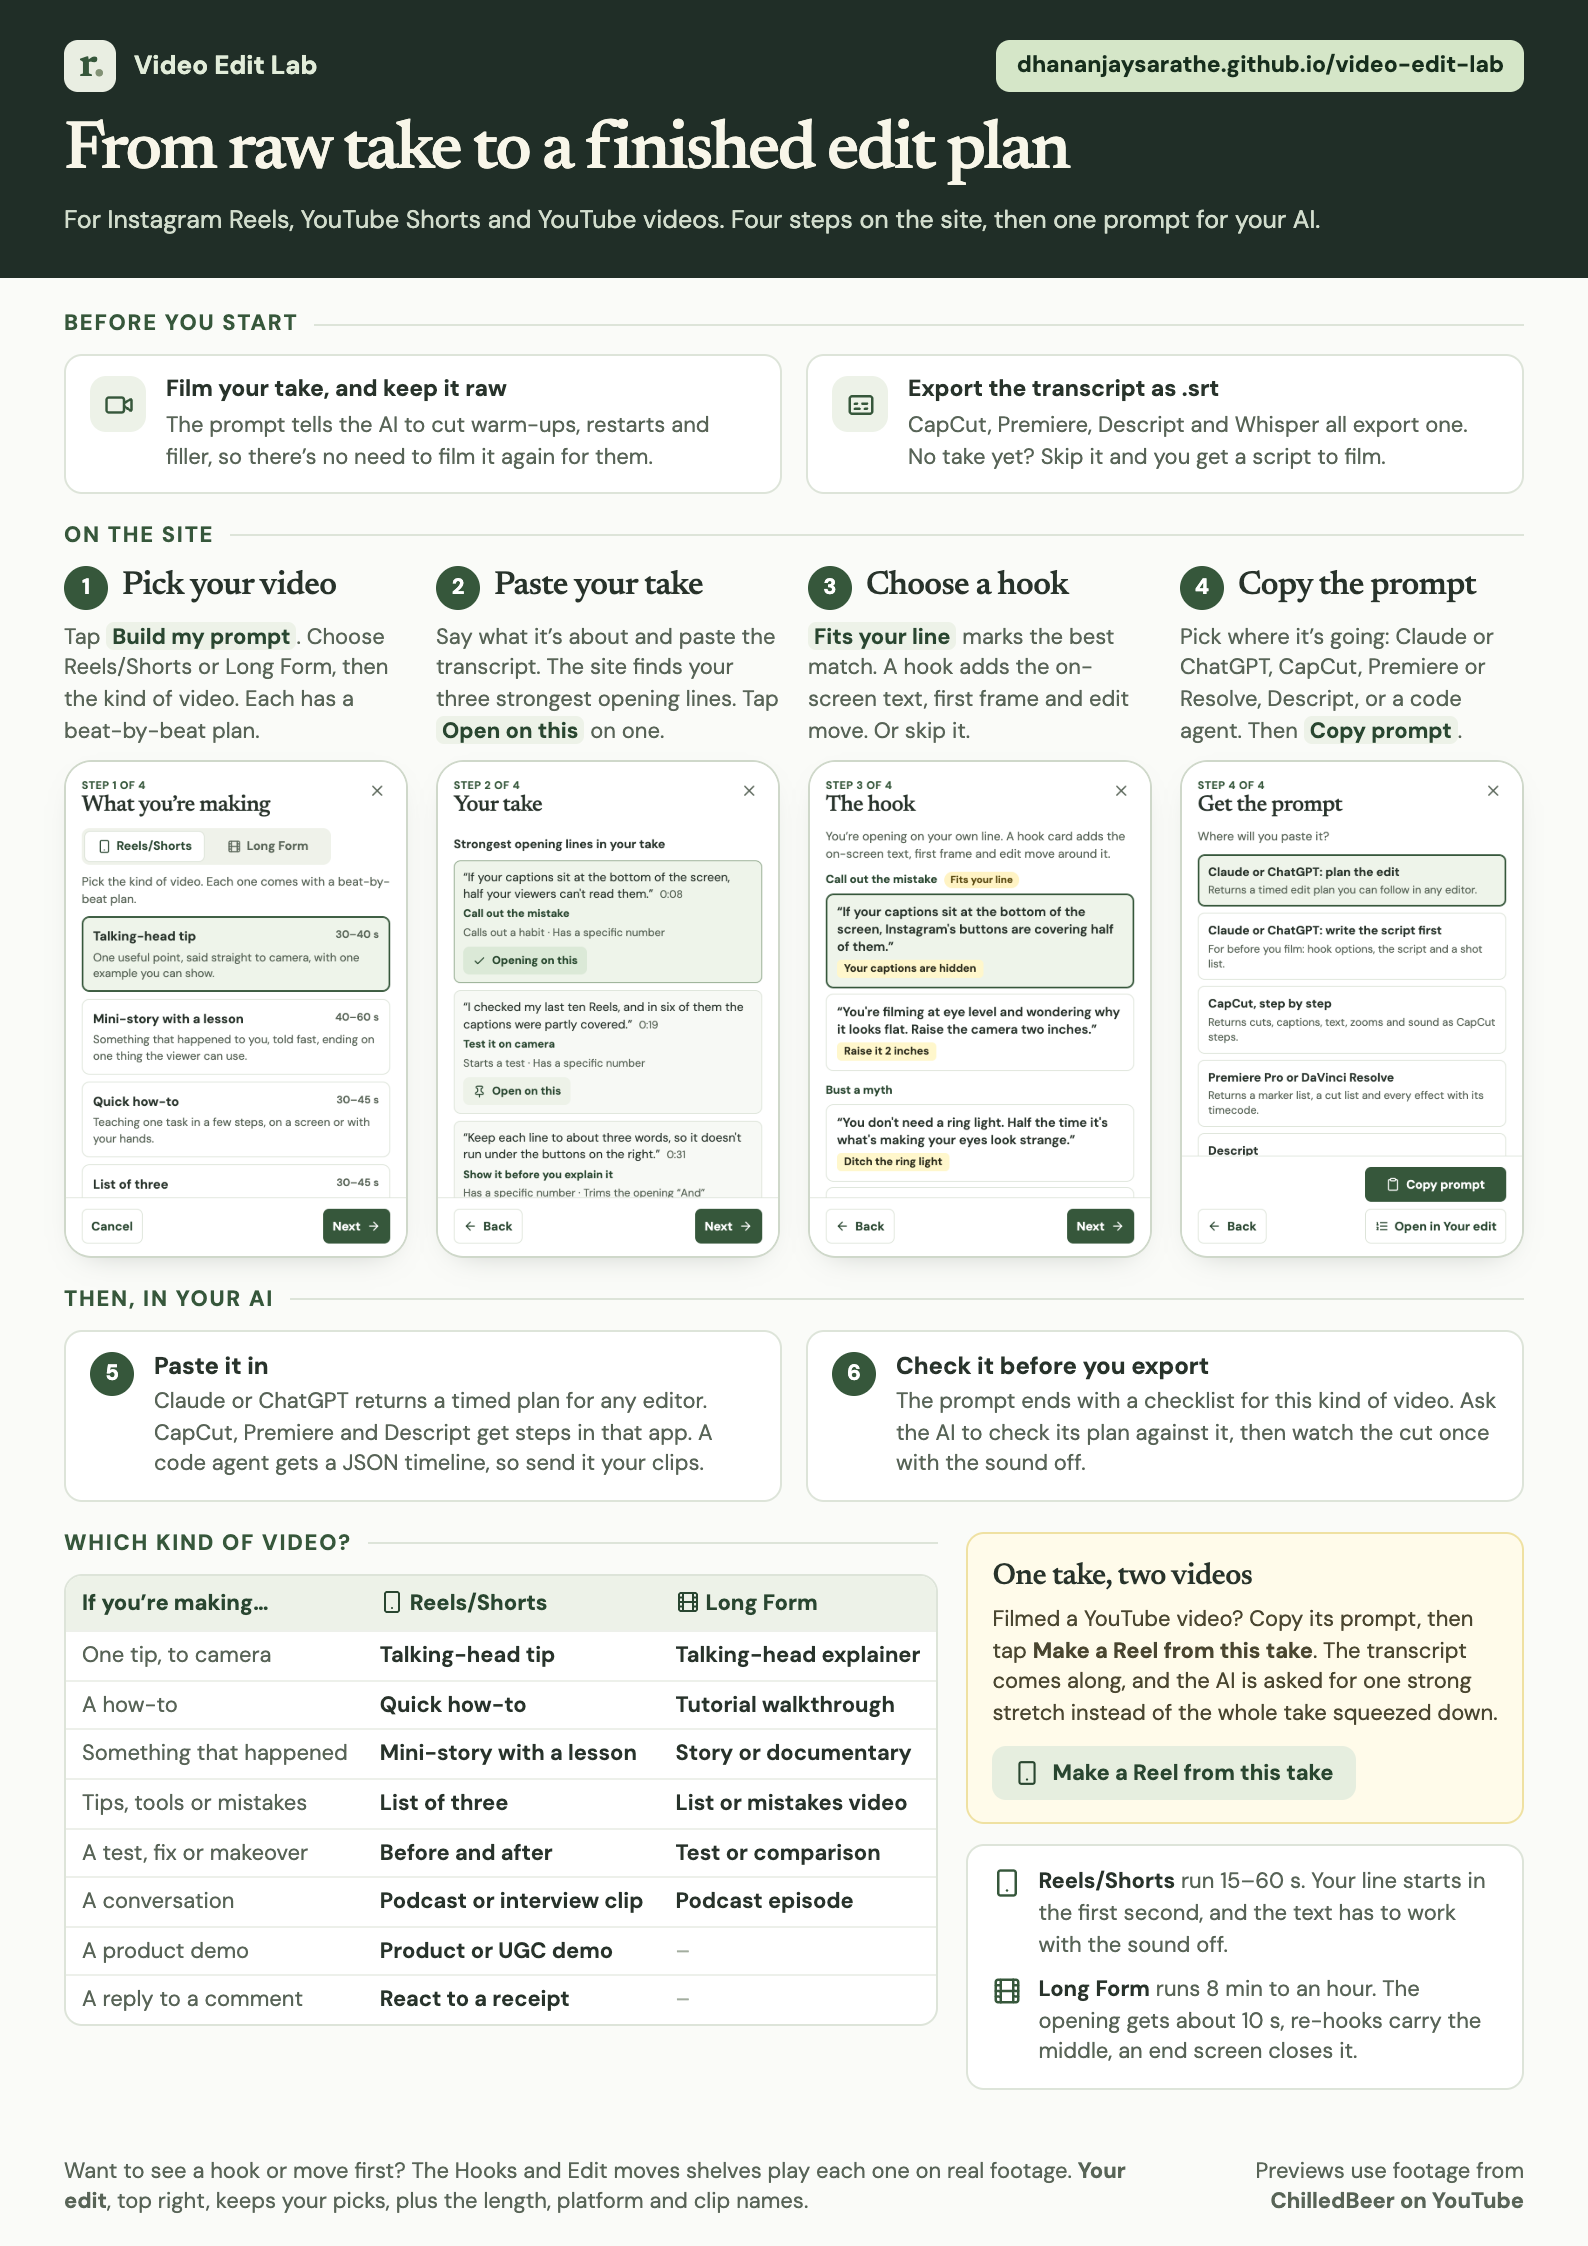 r.
Video Edit Lab
dhananjaysarathe.github.io/video-edit-lab
From raw take to a finished edit plan
For Instagram Reels, YouTube Shorts and YouTube videos. Four steps on the site, then one prompt for your AI.
BEFORE YOU START
Film your take, and keep it raw
The prompt tells the AI to cut warm-ups, restarts and
filler, so there’s no need to film it again for them.
Export the transcript as .srt
CapCut, Premiere, Descript and Whisper all export one.
No take yet? Skip it and you get a script to film.
ON THE SITE
1 Pick your video
Tap Build my prompt. Choose
Reels/Shorts or Long Form, then
the kind of video. Each has a
beat-by-beat plan.
2 Paste your take
Say what it’s about and paste the
transcript. The site finds your
three strongest opening lines. Tap
Open on this on one.
3 Choose a hook
Fits your line marks the best
match. A hook adds the on-
screen text, first frame and edit
move. Or skip it.
4 Copy the prompt
Pick where it’s going: Claude or
ChatGPT, CapCut, Premiere or
Resolve, Descript, or a code
agent. Then Copy prompt.
STEP 1 OF 4
What you’re making
Reels/Shorts Long Form
Pick the kind of video. Each one comes with a beat-by-
beat plan.
Talking-head tip 30–40 s
One useful point, said straight to camera, with one
example you can show.
Mini-story with a lesson 40–60 s
Something that happened to you, told fast, ending on
one thing the viewer can use.
Quick how-to 30–45 s
Teaching one task in a few steps, on a screen or with
your hands.
List of three 30–45 s
Cancel Next
STEP 2 OF 4
Your take
Strongest opening lines in your take
“If your captions sit at the bottom of the screen,
half your viewers can't read them.” 0:08
Call out the mistake
Calls out a habit · Has a specific number
Opening on this
“I checked my last ten Reels, and in six of them the
captions were partly covered.” 0:19
Test it on camera
Starts a test · Has a specific number
Open on this
“Keep each line to about three words, so it doesn't
run under the buttons on the right.” 0:31
Show it before you explain it
Has a specific number · Trims the opening “And”
Back Next
STEP 3 OF 4
The hook
You’re opening on your own line. A hook card adds the
on-screen text, first frame and edit move around it.
Call out the mistake Fits your line
“If your captions sit at the bottom of the
screen, Instagram's buttons are covering half
of them.”
Your captions are hidden
“You're filming at eye level and wondering why
it looks flat. Raise the camera two inches.”
Raise it 2 inches
Bust a myth
“You don't need a ring light. Half the time it's
what's making your eyes look strange.”
Ditch the ring light
Back Next
STEP 4 OF 4
Get the prompt
Where will you paste it?
Claude or ChatGPT: plan the edit
Returns a timed edit plan you can follow in any editor.
Claude or ChatGPT: write the script first
For before you film: hook options, the script and a shot
list.
CapCut, step by step
Returns cuts, captions, text, zooms and sound as CapCut
steps.
Premiere Pro or DaVinci Resolve
Returns a marker list, a cut list and every effect with its
timecode.
Descript
Copy prompt
Back Open in Your edit
THEN, IN YOUR AI
5 Paste it in
Claude or ChatGPT returns a timed plan for any editor.
CapCut, Premiere and Descript get steps in that app. A
code agent gets a JSON timeline, so send it your clips.
6 Check it before you export
The prompt ends with a checklist for this kind of video. Ask
the AI to check its plan against it, then watch the cut once
with the sound off.
WHICH KIND OF VIDEO?
If you’re making… Reels/Shorts Long Form
One tip, to camera Talking-head tip Talking-head explainer
A how-to Quick how-to Tutorial walkthrough
Something that happened Mini-story with a lesson Story or documentary
Tips, tools or mistakes List of three List or mistakes video
A test, fix or makeover Before and after Test or comparison
A conversation Podcast or interview clip Podcast episode
A product demo Product or UGC demo –
A reply to a comment React to a receipt –
One take, two videos
Filmed a YouTube video? Copy its prompt, then
tap Make a Reel from this take. The transcript
comes along, and the AI is asked for one strong
stretch instead of the whole take squeezed down.
Make a Reel from this take
Reels/Shorts run 15–60 s. Your line starts in
the first second, and the text has to work
with the sound off.
Long Form runs 8 min to an hour. The
opening gets about 10 s, re-hooks carry the
middle, an end screen closes it.
Want to see a hook or move first? The Hooks and Edit moves shelves play each one on real footage. Your
edit, top right, keeps your picks, plus the length, platform and clip names.
Previews use footage from
ChilledBeer on YouTube